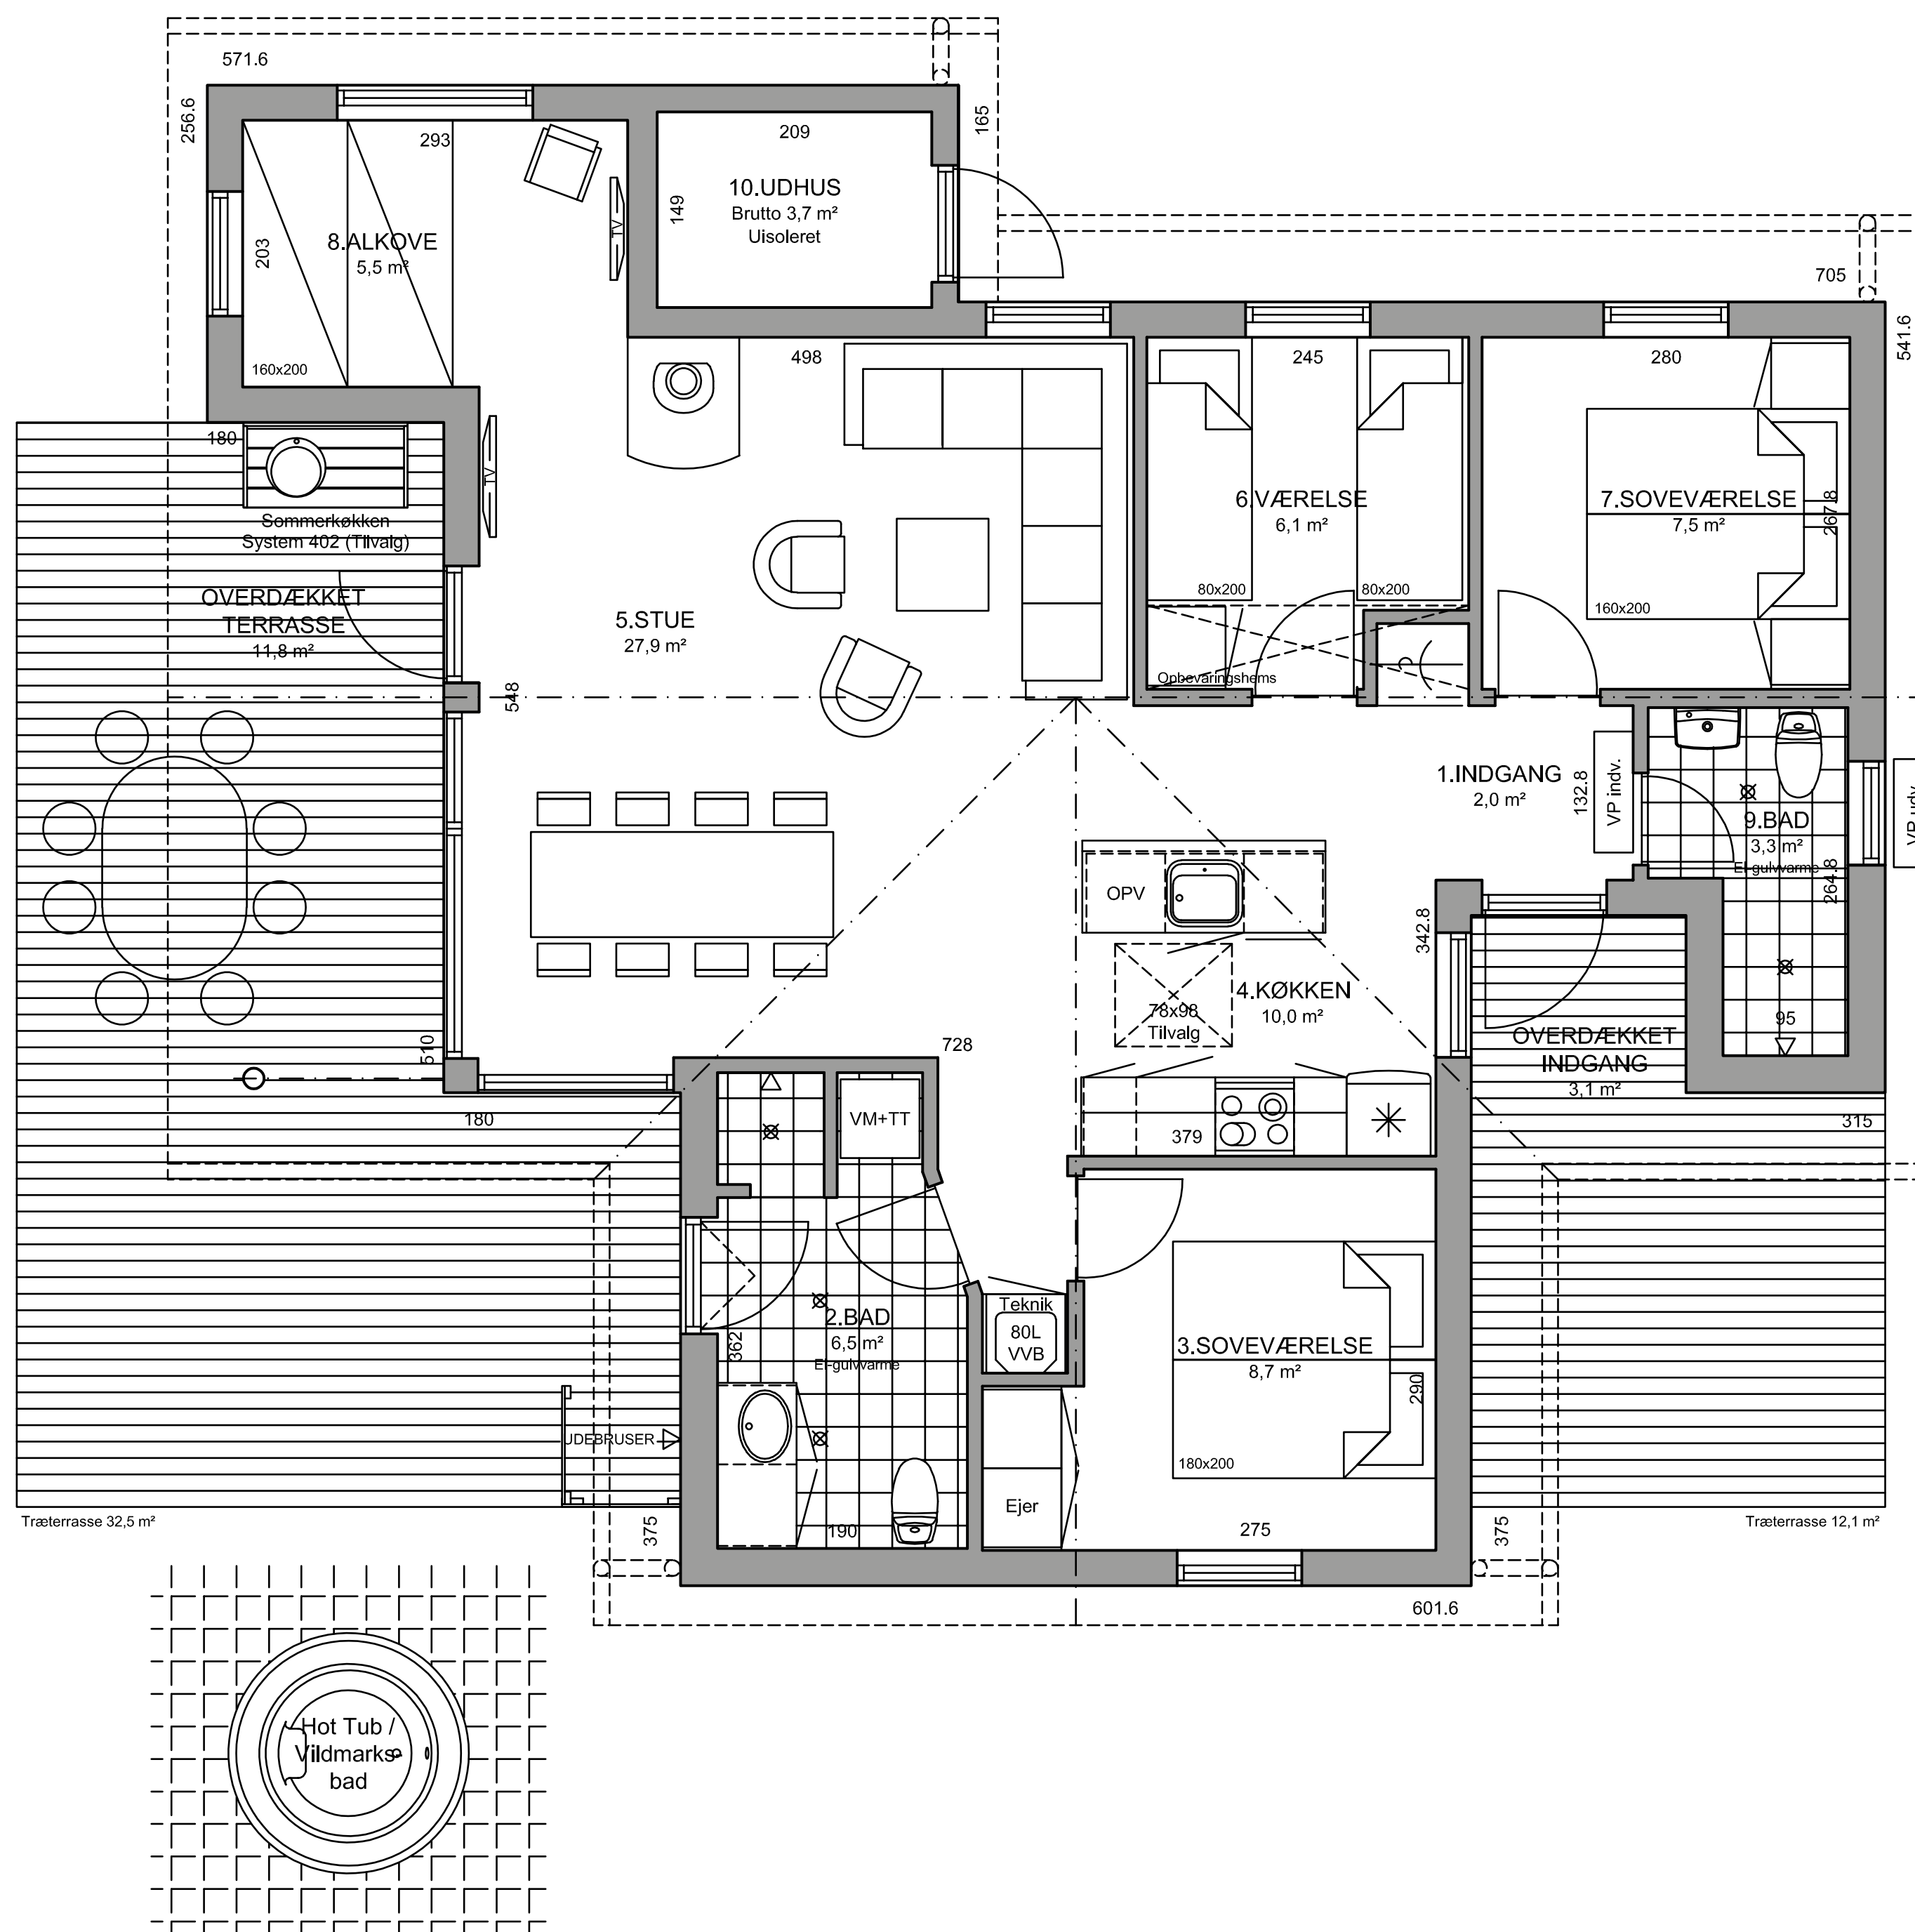 571.6
256.6
293
209
165
10.UDHUS
Brutto 3,7 m²
Uisoleret
149
TV
203
8.ALKOVE
5,5 m²
160x200
705
541.6
498
245
280
180
TV
Sommerkøkken
System 402 (Tilvalg)
6.VÆRELSE
6,1 m²
7.SOVEVÆRELSE
7,5 m²
267.8
80x200
80x200
160x200
OVERDÆKKET
TERRASSE
11,8 m²
5.STUE
27,9 m²
Opbevaringshems
548
1.INDGANG
2,0 m²
132.8
VP indv.
VP udv.
9.BAD
3,3 m²
El-gulvvarme
264.8
OPV
342.8
4.KØKKEN
10,0 m²
78x98
Tilvalg
95
OVERDÆKKET
INDGANG
3,1 m²
510
728
180
VM+TT
379
315
2.BAD
6,5 m²
El-gulvvarme
362
Teknik
80L
VVB
3.SOVEVÆRELSE
8,7 m²
290
UDEBRUSER
180x200
Ejer
190
275
Træterrasse 32,5 m²
375
375
Træterrasse 12,1 m²
601.6
Hot Tub /
Vildmarks-
bad